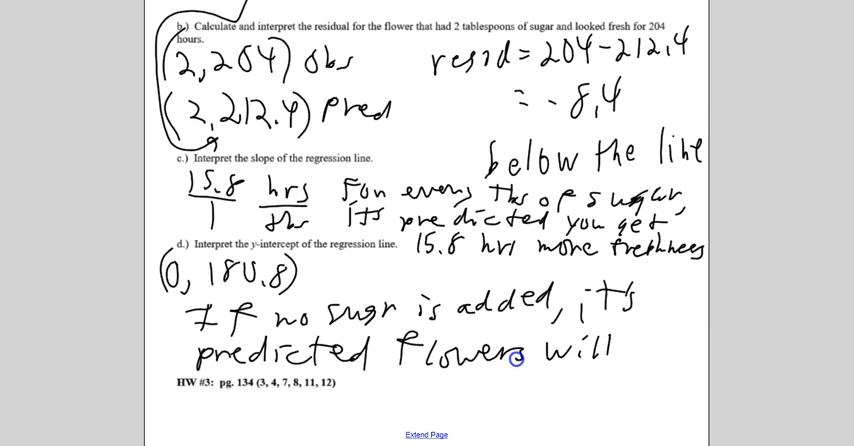 b.) Calculate and interpret the residual for the flower that had 2 tablespoons of sugar and looked fresh for 204
hours.
(2,204) obs
resid = 204-212.4
(2,212.4) pred
= -8.4
below the line
c.) Interpret the slope of the regression line.
15.8 hrs
1 tbs
For every tbs of sugar,
its predicted you get
15.8 hrs more freshness
d.) Interpret the y-intercept of the regression line.
(0, 180.8)
If no sugr is added, it's
predicted flowers will
HW #3: pg. 134 (3, 4, 7, 8, 11, 12)
Extend Page